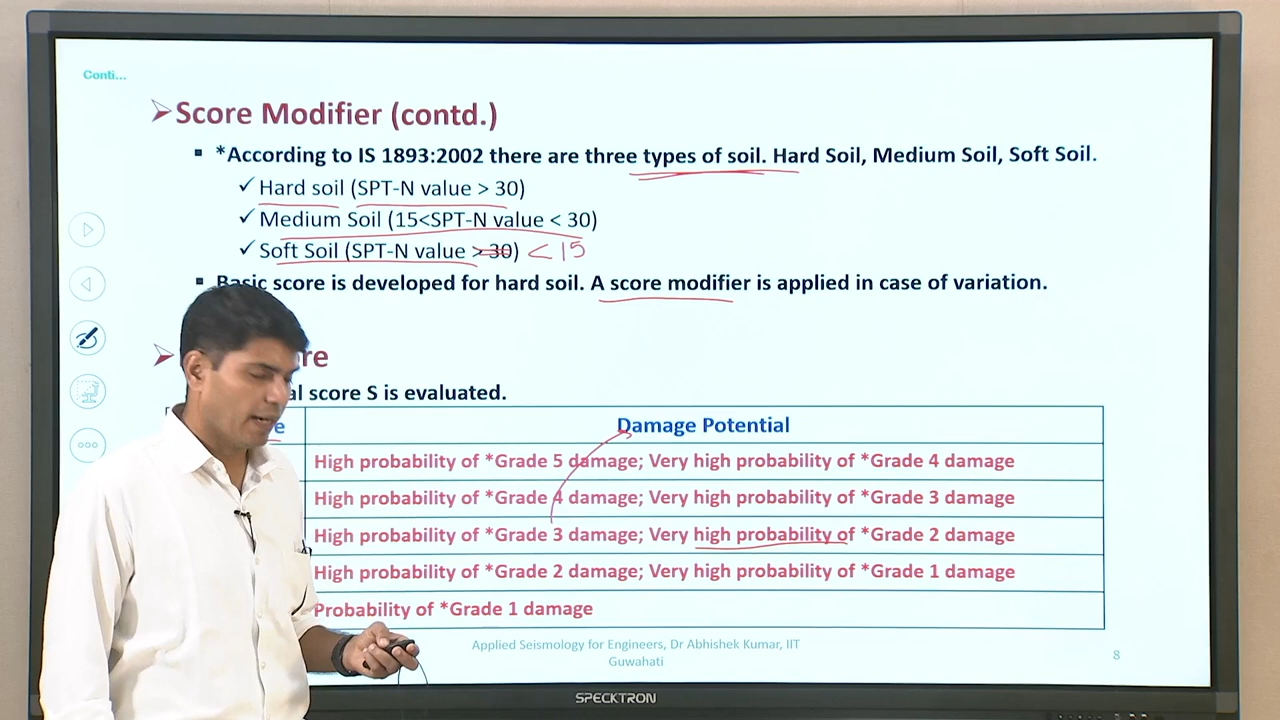 Conti...
➢Score Modifier (contd.)
▪ *According to IS 1893:2002 there are three types of soil. Hard Soil, Medium Soil, Soft Soil.
✓ Hard soil (SPT-N value > 30)
✓ Medium Soil (15<SPT-N value < 30)
✓ Soft Soil (SPT-N value > 30) < 15
▪ Basic score is developed for hard soil. A score modifier is applied in case of variation.
➢
score S is evaluated.
Damage Potential
High probability of *Grade 5 damage; Very high probability of *Grade 4 damage
High probability of *Grade 4 damage; Very high probability of *Grade 3 damage
High probability of *Grade 3 damage; Very high probability of *Grade 2 damage
High probability of *Grade 2 damage; Very high probability of *Grade 1 damage
Probability of *Grade 1 damage
Applied Seismology for Engineers, Dr Abhishek Kumar, IIT
Guwahati
8
SPECKTRON